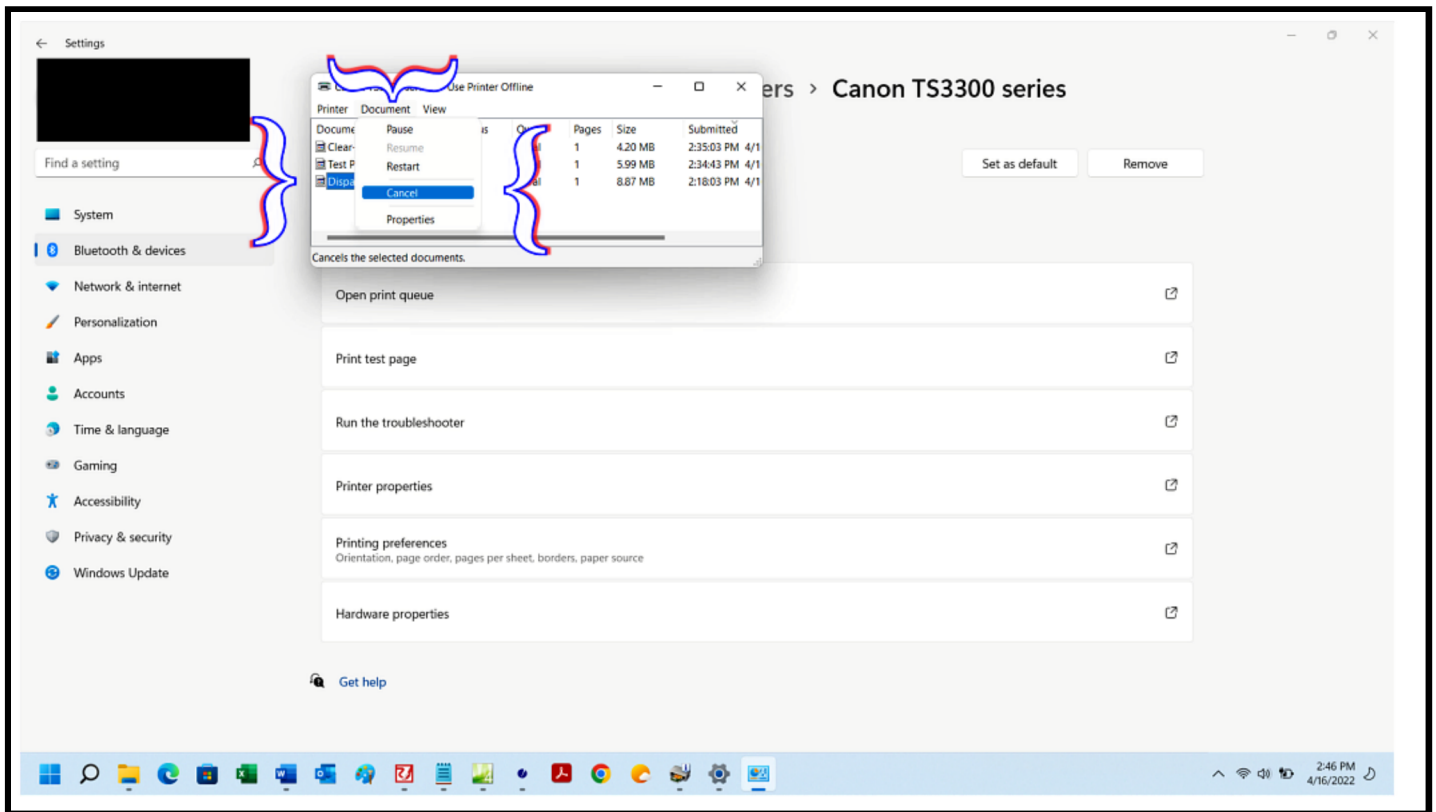 Settings
Use Printer Offline
ers > Canon TS3300 series
Printer Document View
Pages Size Submitted
Pause
1 4.20 MB 2:35:03 PM 4/1
Resume
1 5.99 MB 2:34:43 PM 4/1
Restart
1 8.87 MB 2:18:03 PM 4/1
Cancel
Properties
Cancels the selected documents.
Find a setting
Set as default
Remove
System
Bluetooth & devices
Network & internet
Personalization
Apps
Accounts
Time & language
Gaming
Accessibility
Privacy & security
Windows Update
Open print queue
Print test page
Run the troubleshooter
Printer properties
Printing preferences
Orientation, page order, pages per sheet, borders, paper source
Hardware properties
Get help
2:46 PM
4/16/2022